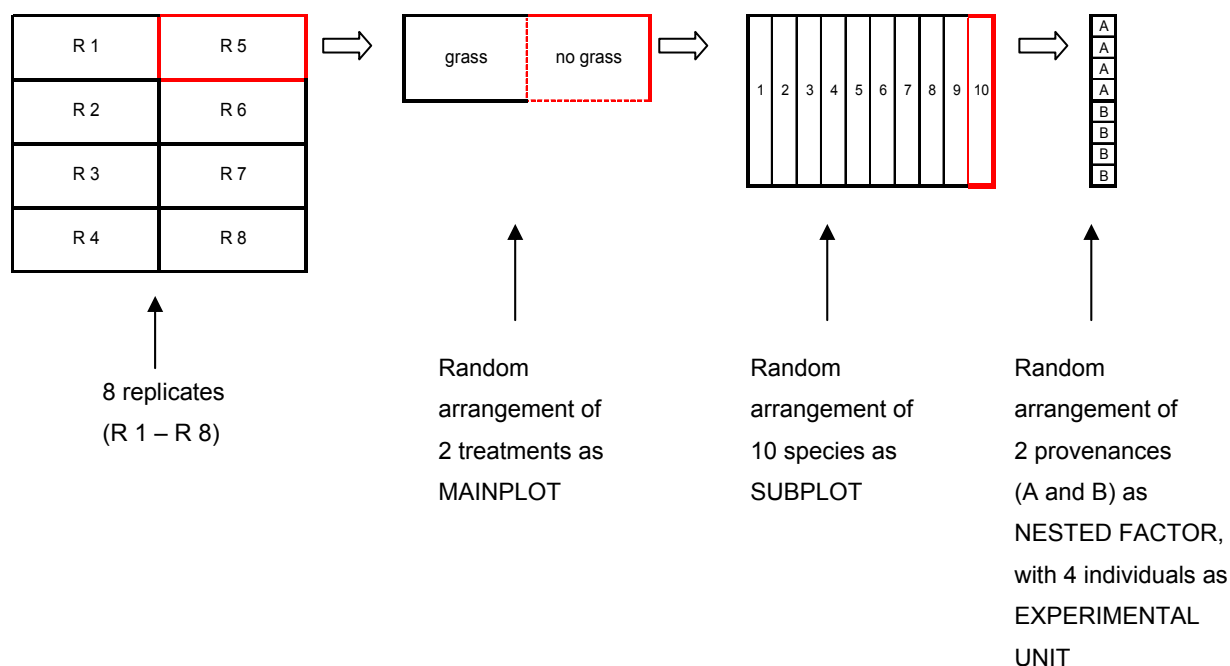 R 1
R 5
R 2
R 6
R 3
R 7
R 4
R 8
grass
no grass
1 2 3 4 5 6 7 8 9 10
A
A
A
A
B
B
B
B
8 replicates
(R 1 – R 8)
Random
arrangement of
2 treatments as
MAINPLOT
Random
arrangement of
10 species as
SUBPLOT
Random
arrangement of
2 provenances
(A and B) as
NESTED FACTOR,
with 4 individuals as
EXPERIMENTAL
UNIT